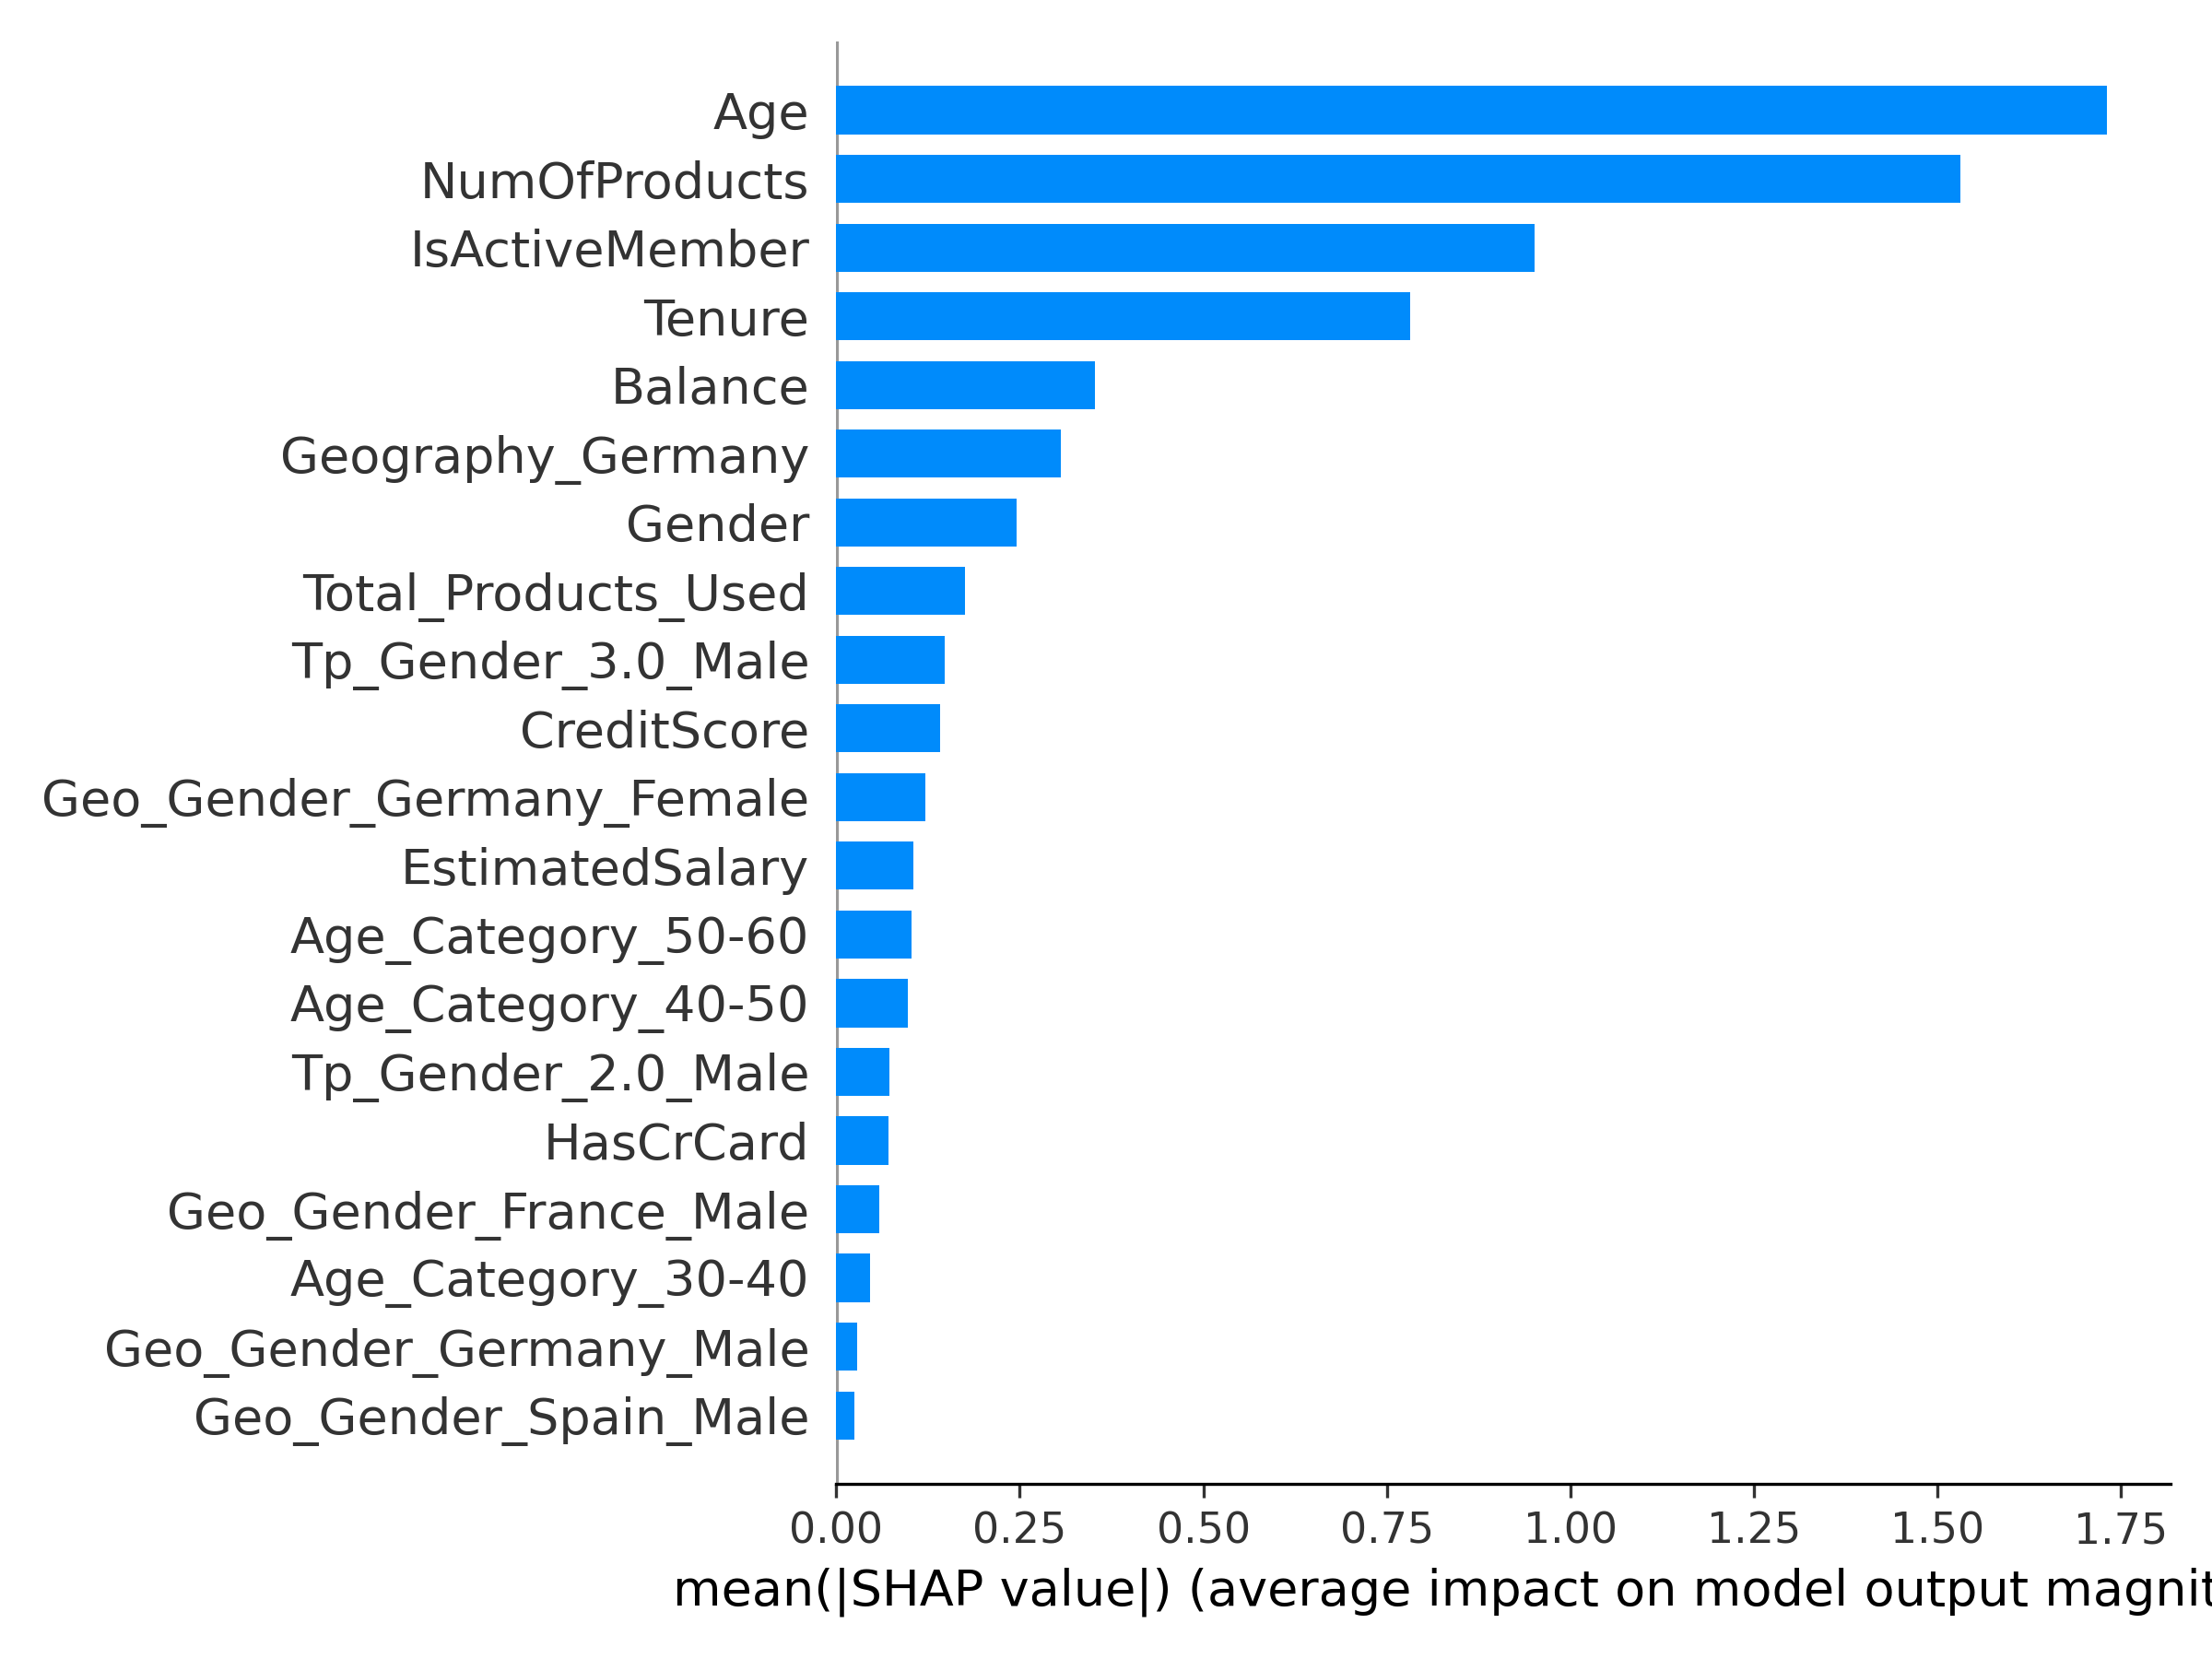 Age
NumOfProducts
IsActiveMember
Tenure
Balance
Geography_Germany
Gender
Total_Products_Used
Tp_Gender_3.0_Male
CreditScore
Geo_Gender_Germany_Female
EstimatedSalary
Age_Category_50-60
Age_Category_40-50
Tp_Gender_2.0_Male
HasCrCard
Geo_Gender_France_Male
Age_Category_30-40
Geo_Gender_Germany_Male
Geo_Gender_Spain_Male
0.00 0.25 0.50 0.75 1.00 1.25 1.50 1.75
mean(|SHAP value|) (average impact on model output magnit